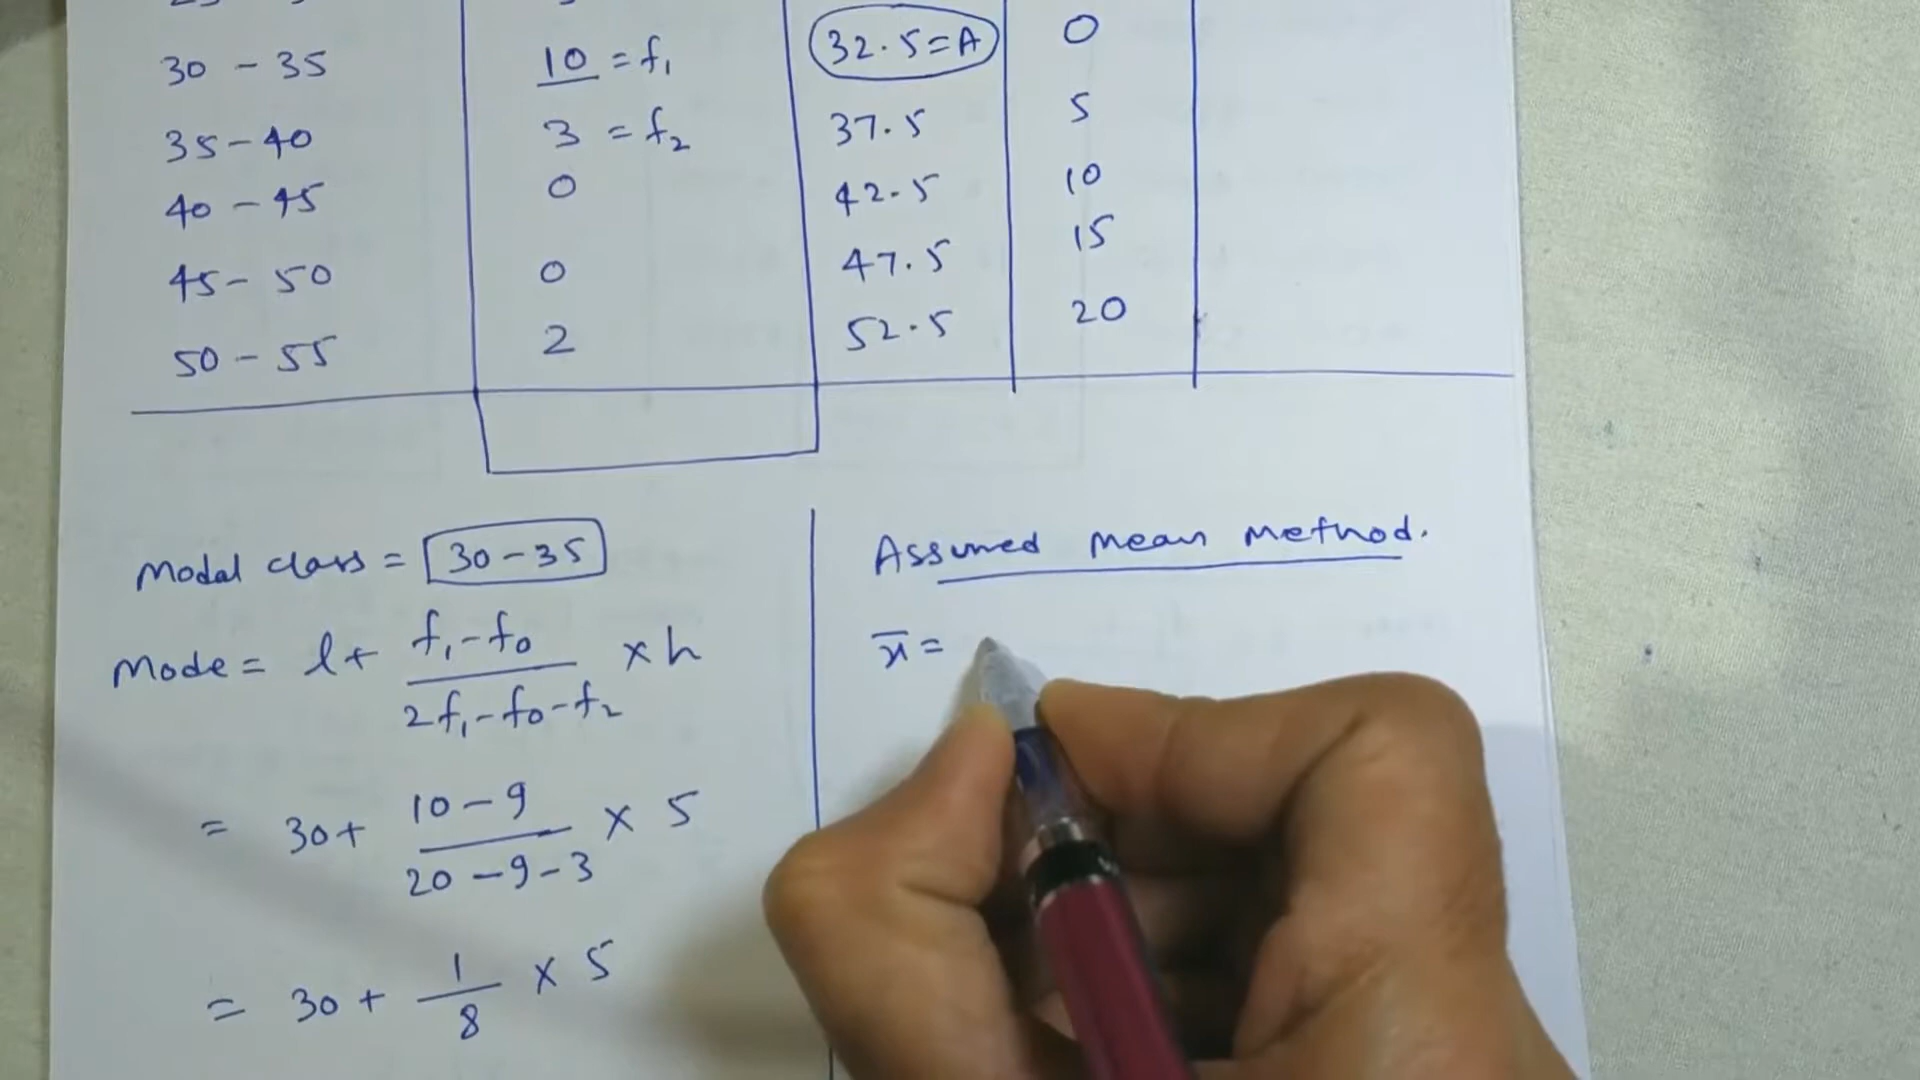 30 - 35 10 = f₁ 32.5 = A 0
35 - 40 3 = f₂ 37.5 5
40 - 45 0 42.5 10
45 - 50 0 47.5 15
50 - 55 2 52.5 20
Modal class = 30 - 35
Mode = l + (f₁ - f₀)/(2f₁ - f₀ - f₂) × h
= 30 + (10 - 9)/(20 - 9 - 3) × 5
= 30 + 1/8 × 5
Assumed mean method.
x̄ =